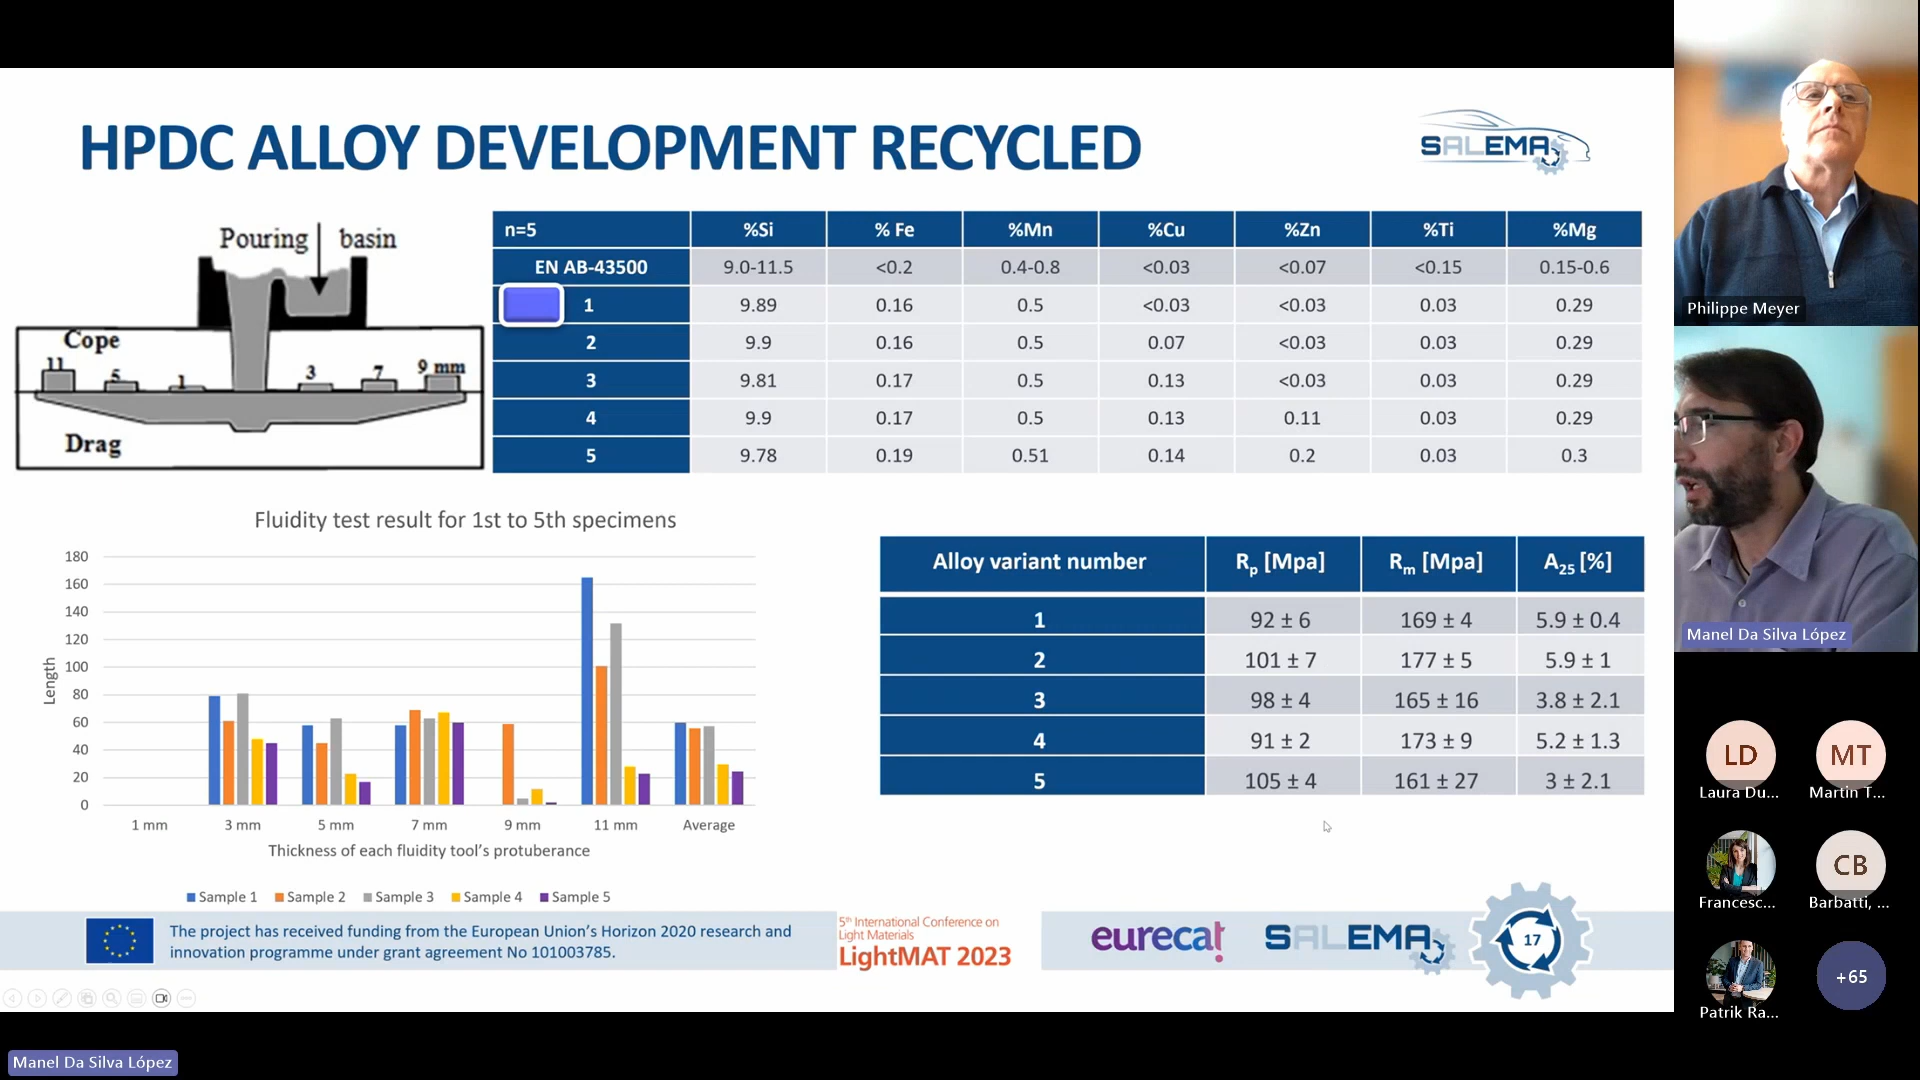 HPDC ALLOY DEVELOPMENT RECYCLED
SALEMA
Pouring basin
Cope
11 5 1 3 7 9 mm
Drag
n=5 %Si % Fe %Mn %Cu %Zn %Ti %Mg
EN AB-43500 9.0-11.5 <0.2 0.4-0.8 <0.03 <0.07 <0.15 0.15-0.6
1 9.89 0.16 0.5 <0.03 <0.03 0.03 0.29
2 9.9 0.16 0.5 0.07 <0.03 0.03 0.29
3 9.81 0.17 0.5 0.13 <0.03 0.03 0.29
4 9.9 0.17 0.5 0.13 0.11 0.03 0.29
5 9.78 0.19 0.51 0.14 0.2 0.03 0.3
Fluidity test result for 1st to 5th specimens
180
160
140
120
100
80
60
40
20
0
Length
1 mm 3 mm 5 mm 7 mm 9 mm 11 mm Average
Thickness of each fluidity tool's protuberance
Sample 1 Sample 2 Sample 3 Sample 4 Sample 5
Alloy variant number Rp [Mpa] Rm [Mpa] A25 [%]
1 92 ± 6 169 ± 4 5.9 ± 0.4
2 101 ± 7 177 ± 5 5.9 ± 1
3 98 ± 4 165 ± 16 3.8 ± 2.1
4 91 ± 2 173 ± 9 5.2 ± 1.3
5 105 ± 4 161 ± 27 3 ± 2.1
The project has received funding from the European Union's Horizon 2020 research and
innovation programme under grant agreement No 101003785.
5th International Conference on
Light Materials
LightMAT 2023
eurecat
SALEMA
17
Philippe Meyer
Manel Da Silva López
LD
Laura Du...
MT
Martin T...
Francesc...
CB
Barbatti, ...
Patrik Ra...
+65
Manel Da Silva López